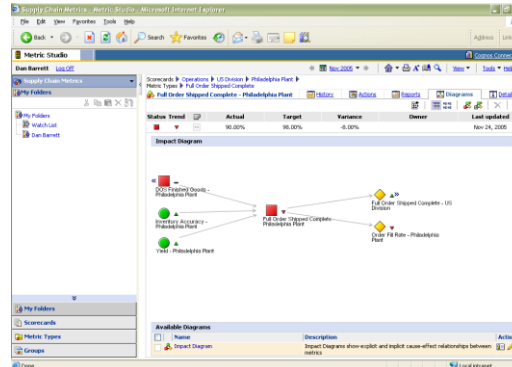 Supply Chain Metrics - Metric Studio - Microsoft Internet Explorer
File Edit View Favorites Tools Help
Back Search Favorites Address Links
Metric Studio Cognos Connec
Dan Barrett Log Off Nov 2005 View Tools Help
Supply Chain Metrics
My Folders
My Folders
Watch List
Dan Barrett
Scorecards Operations US Division Philadelphia Plant
Metric Types Full Order Shipped Complete
Full Order Shipped Complete - Philadelphia Plant History Actions Reports Diagrams Detail
Status Trend Actual Target Variance Owner Last updated
90.00% 98.00% -8.00% Nov 24, 2005
Impact Diagram
DOS Finished Goods -
Philadelphia Plant
Inventory Accuracy -
Philadelphia Plant
Yield - Philadelphia Plant
Full Order Shipped Complete
Philadelphia Plant
Full Order Shipped Complete - US
Division
Order Fill Rate - Philadelphia
Plant
My Folders
Scorecards
Metric Types
Groups
Available Diagrams
Name Description Actio
Impact Diagram Impact Diagrams show explicit and implicit cause-effect relationships between
metrics
Done Local intranet